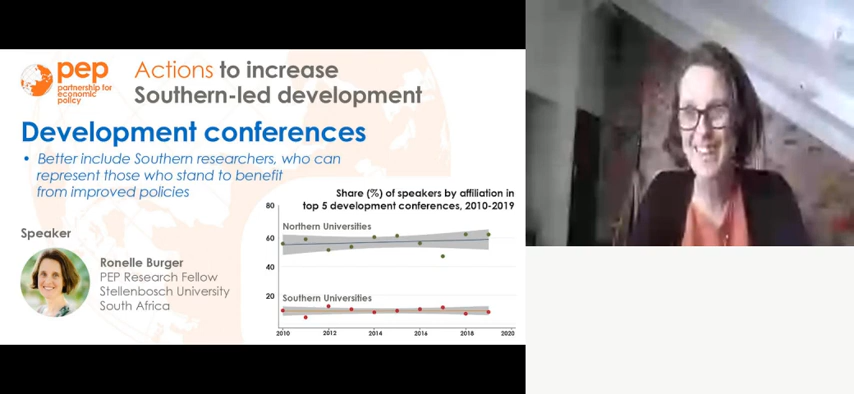 pep
partnership for
economic
policy
Actions to increase
Southern-led development
Development conferences
• Better include Southern researchers, who can
represent those who stand to benefit
from improved policies
Speaker
Ronelle Burger
PEP Research Fellow
Stellenbosch University
South Africa
Share (%) of speakers by affiliation in
top 5 development conferences, 2010-2019
80
Northern Universities
60
40
20
Southern Universities
2010 2012 2014 2016 2018 2020